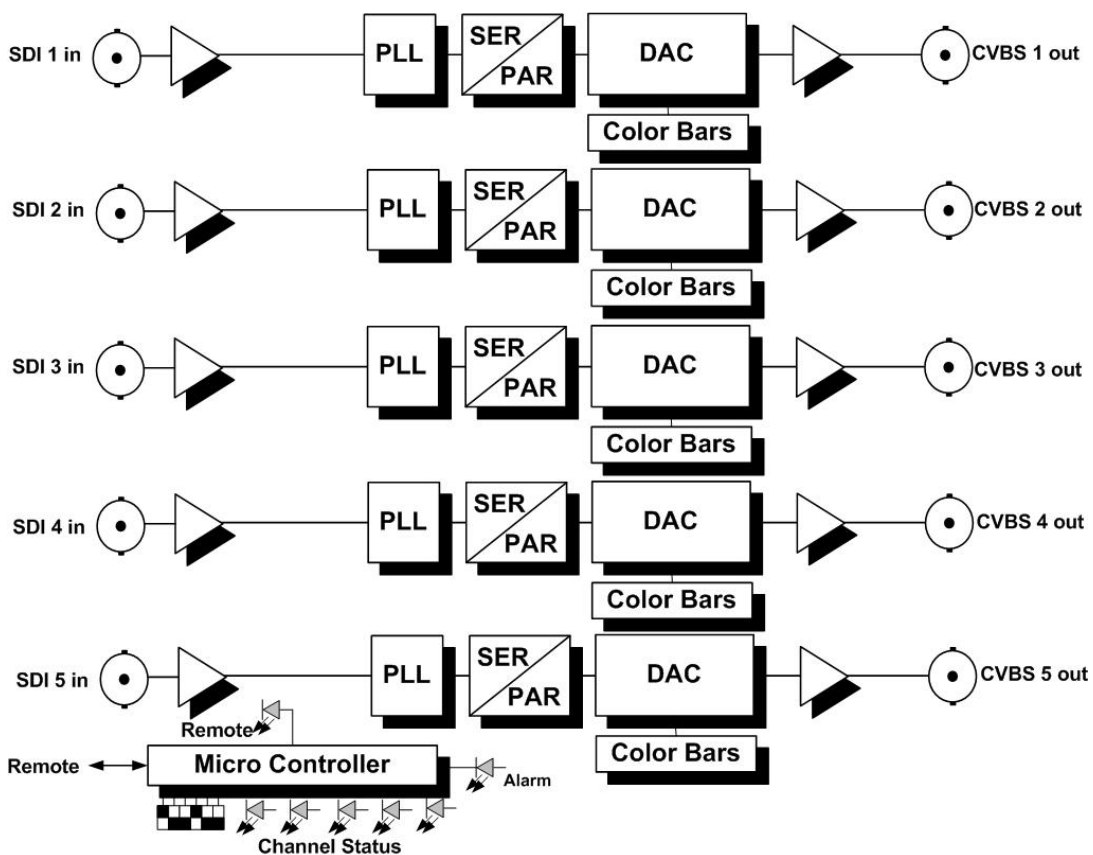 SDI 1 in
PLL
SER
PAR
DAC
CVBS 1 out
Color Bars
SDI 2 in
PLL
SER
PAR
DAC
CVBS 2 out
Color Bars
SDI 3 in
PLL
SER
PAR
DAC
CVBS 3 out
Color Bars
SDI 4 in
PLL
SER
PAR
DAC
CVBS 4 out
Color Bars
SDI 5 in
PLL
SER
PAR
DAC
CVBS 5 out
Color Bars
Remote
Remote
Micro Controller
Alarm
Channel Status